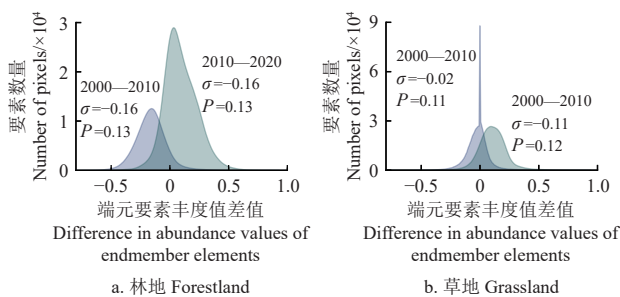 要素数量
Number of pixels/×10⁴
3
2
1
0
2000—2010
σ=−0.16
P=0.13
2010—2020
σ=−0.16
P=0.13
−0.5
0
0.5
1.0
端元要素丰度值差值
Difference in abundance values of
endmember elements
a. 林地 Forestland
要素数量
Number of pixels/×10⁴
9
6
3
0
2000—2010
σ=−0.02
P=0.11
2000—2010
σ=−0.11
P=0.12
−0.5
0
0.5
1.0
端元要素丰度值差值
Difference in abundance values of
endmember elements
b. 草地 Grassland